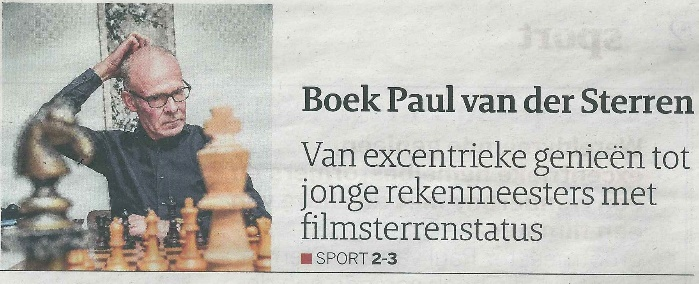 Boek Paul van der Sterren
Van excentrieke genieën tot
jonge rekenmeesters met
filmsterrenstatus
SPORT 2-3